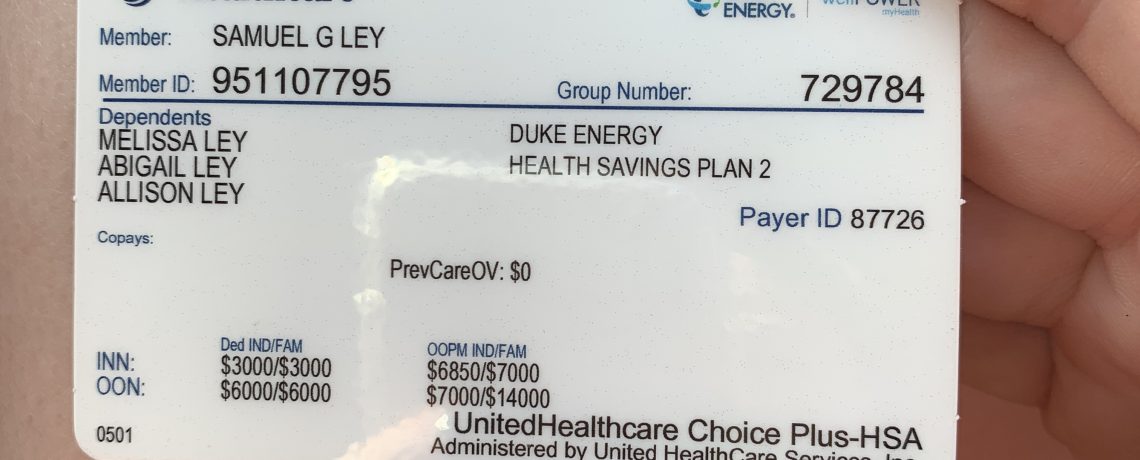 ENERGY.
myHealth
Member: SAMUEL G LEY
Member ID: 951107795 Group Number: 729784
Dependents
MELISSA LEY DUKE ENERGY
ABIGAIL LEY HEALTH SAVINGS PLAN 2
ALLISON LEY
Payer ID 87726
Copays:
PrevCareOV: $0
Ded IND/FAM OOPM IND/FAM
INN: $3000/$3000 $6850/$7000
OON: $6000/$6000 $7000/$14000
0501 UnitedHealthcare Choice Plus-HSA
Administered by United HealthCare Services, Inc.